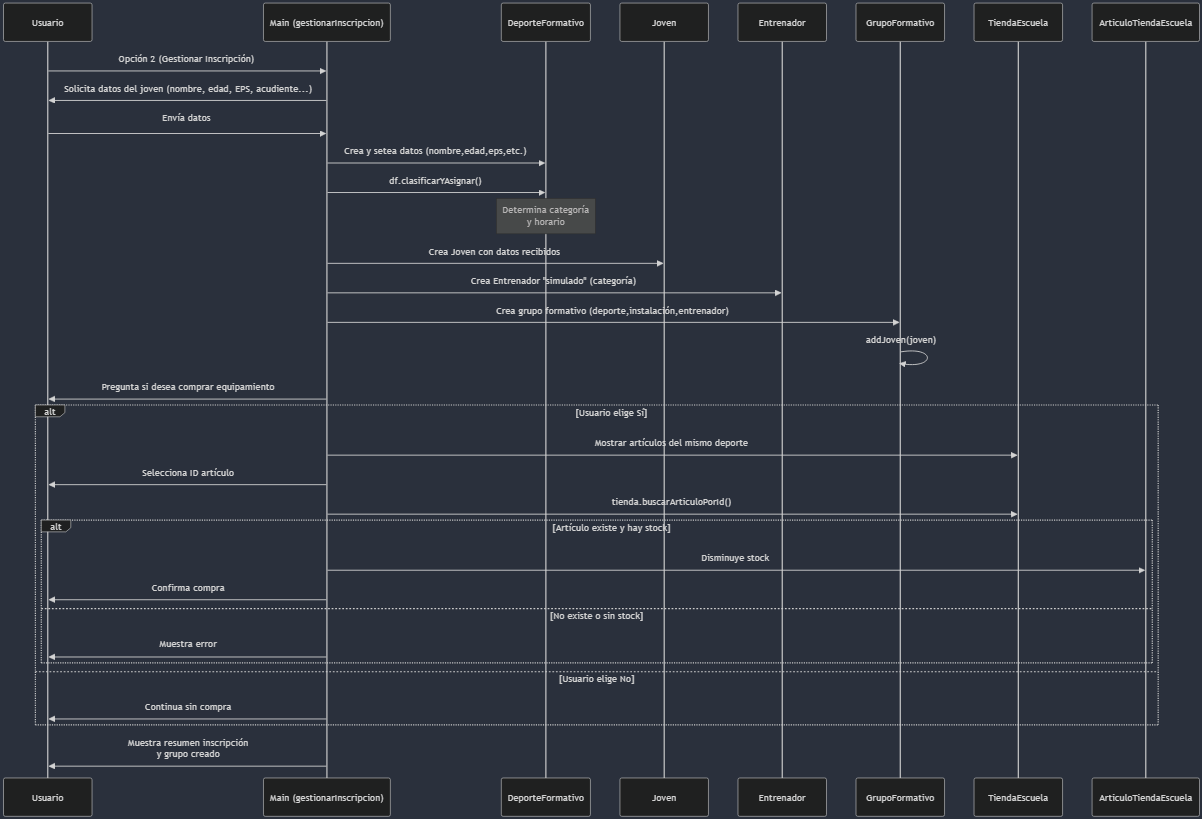 Usuario
Main (gestionarInscripcion)
DeporteFormativo
Joven
Entrenador
GrupoFormativo
TiendaEscuela
ArticuloTiendaEscuela
Opción 2 (Gestionar Inscripción)
Solicita datos del joven (nombre, edad, EPS, acudiente...)
Envía datos
Crea y setea datos (nombre,edad,eps,etc.)
df.clasificarYAsignar()
Determina categoría
y horario
Crea Joven con datos recibidos
Crea Entrenador "simulado" (categoría)
Crea grupo formativo (deporte,instalación,entrenador)
addJoven(joven)
Pregunta si desea comprar equipamiento
alt
[Usuario elige Sí]
Mostrar artículos del mismo deporte
Selecciona ID artículo
tienda.buscarArticuloPorId()
alt
[Artículo existe y hay stock]
Disminuye stock
Confirma compra
[No existe o sin stock]
Muestra error
[Usuario elige No]
Continua sin compra
Muestra resumen inscripción
y grupo creado
Usuario
Main (gestionarInscripcion)
DeporteFormativo
Joven
Entrenador
GrupoFormativo
TiendaEscuela
ArticuloTiendaEscuela